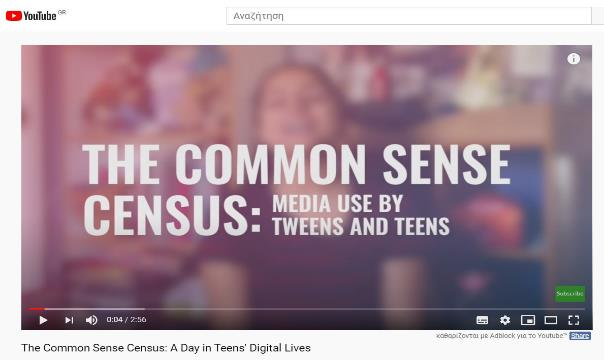 YouTube GR
Αναζήτηση
THE COMMON SENSE
CENSUS: MEDIA USE BY
TWEENS AND TEENS
Subscribe
0:04 / 2:56
καθαρίζονται με Adblock για το Youtube™ Share
The Common Sense Census: A Day in Teens' Digital Lives